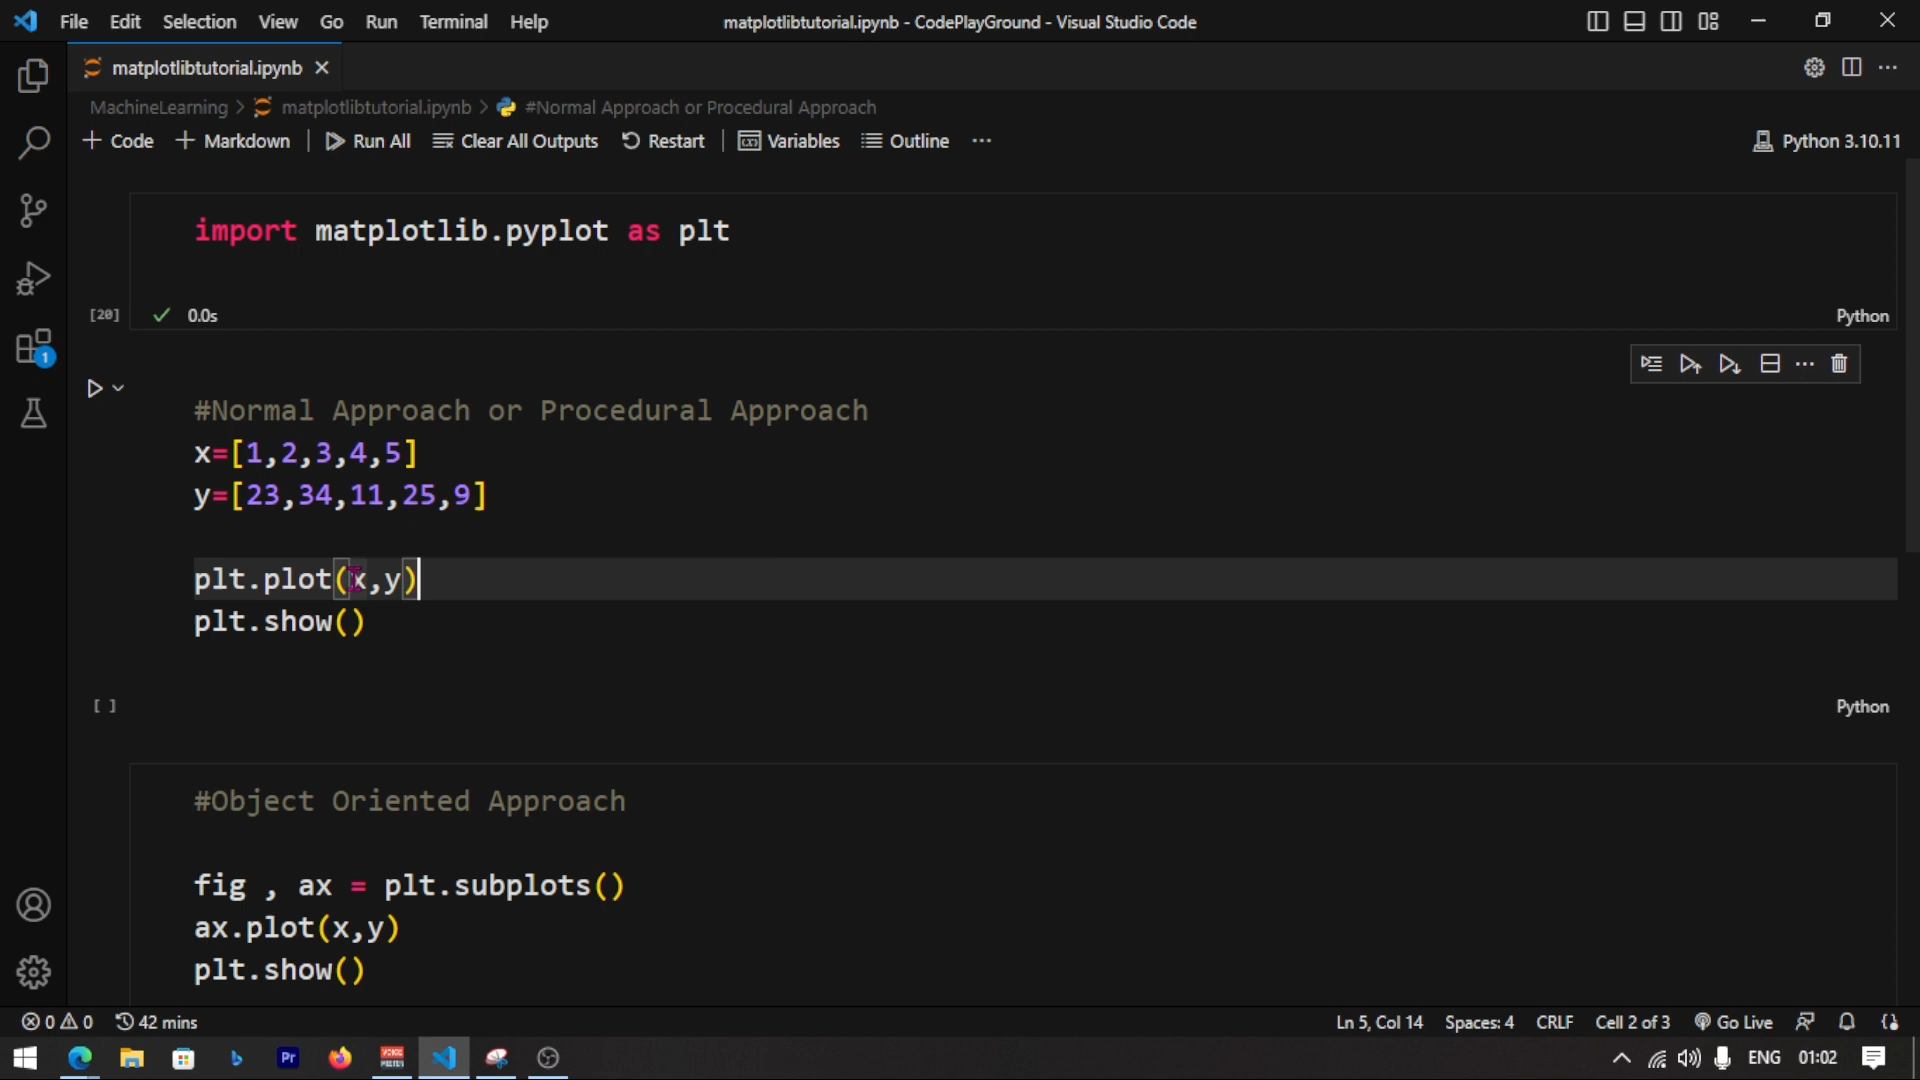 File Edit Selection View Go Run Terminal Help matplotlibtutorial.ipynb - CodePlayGround - Visual Studio Code
matplotlibtutorial.ipynb
MachineLearning > matplotlibtutorial.ipynb > #Normal Approach or Procedural Approach
+ Code + Markdown Run All Clear All Outputs Restart Variables Outline ... Python 3.10.11
import matplotlib.pyplot as plt
[20] 0.0s Python
#Normal Approach or Procedural Approach
x=[1,2,3,4,5]
y=[23,34,11,25,9]
plt.plot(x,y)
plt.show()
[ ] Python
#Object Oriented Approach
fig , ax = plt.subplots()
ax.plot(x,y)
plt.show()
0 0 42 mins Ln 5, Col 14 Spaces: 4 CRLF Cell 2 of 3 Go Live
Pr VOICE MEETER ENG 01:02
1